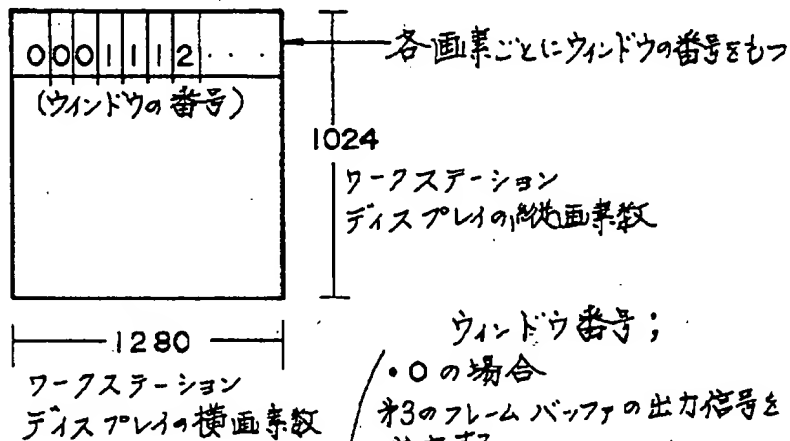 0 0 0 1 1 1 2 . . .
各画素ごとにウィンドウの番号をもつ
(ウィンドウの番号)
1024
ワークステーション
ディスプレイの縦画素数
1280
ワークステーション
ディスプレイの横画素数
ウィンドウ番号;
・0の場合
オ3のフレームバッファの出力信号を